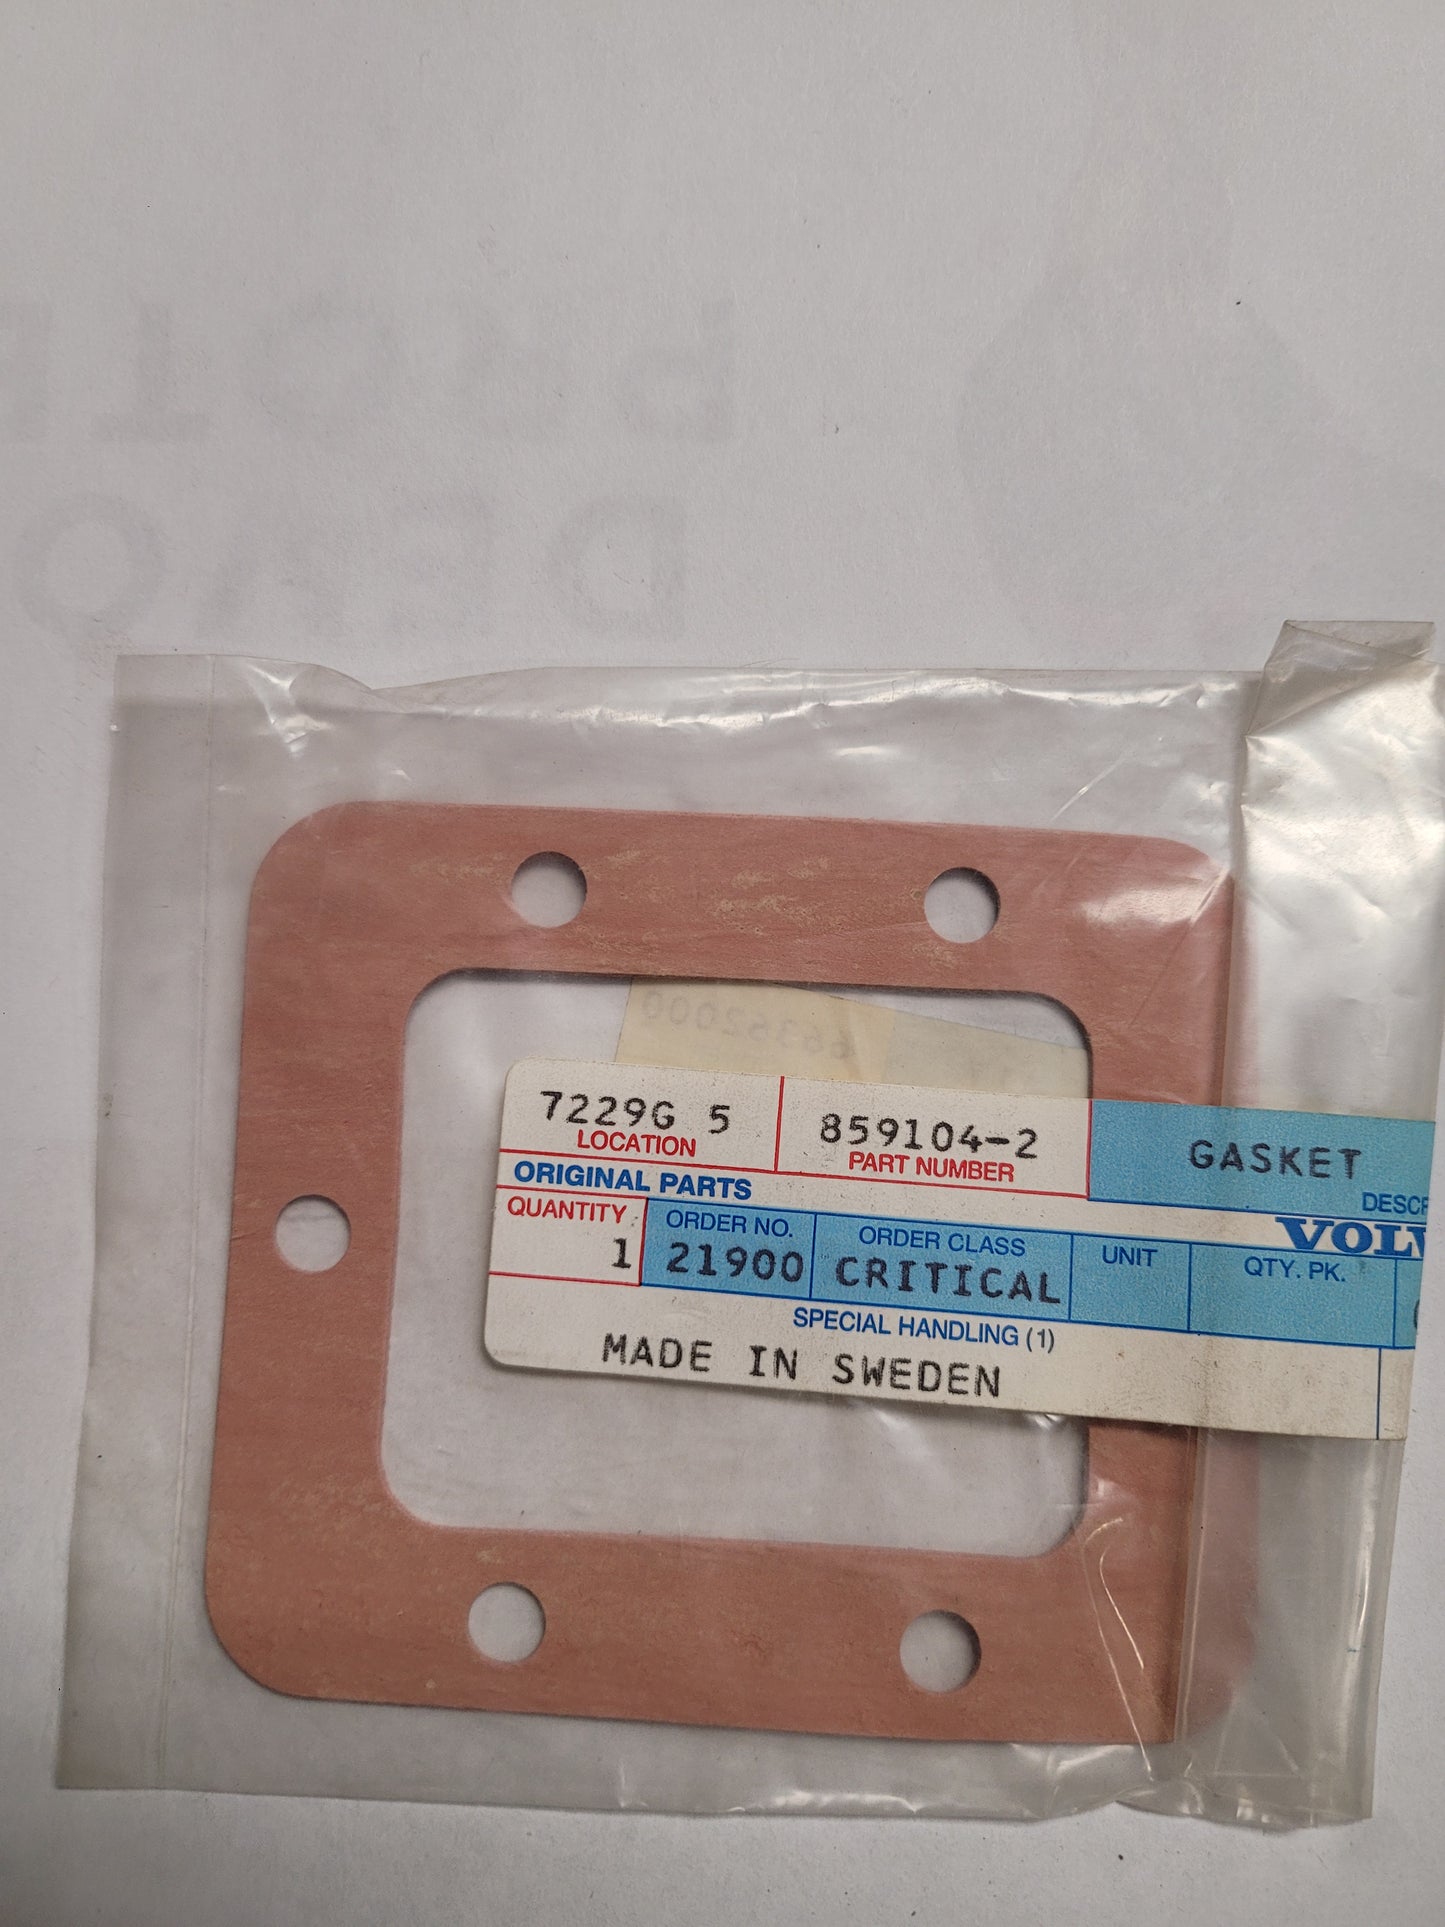 7229G 5
LOCATION
859104-2
PART NUMBER
GASKET
ORIGINAL PARTS
QUANTITY
1
ORDER NO.
21900
ORDER CLASS
CRITICAL
UNIT
QTY. PK.
SPECIAL HANDLING (1)
MADE IN SWEDEN